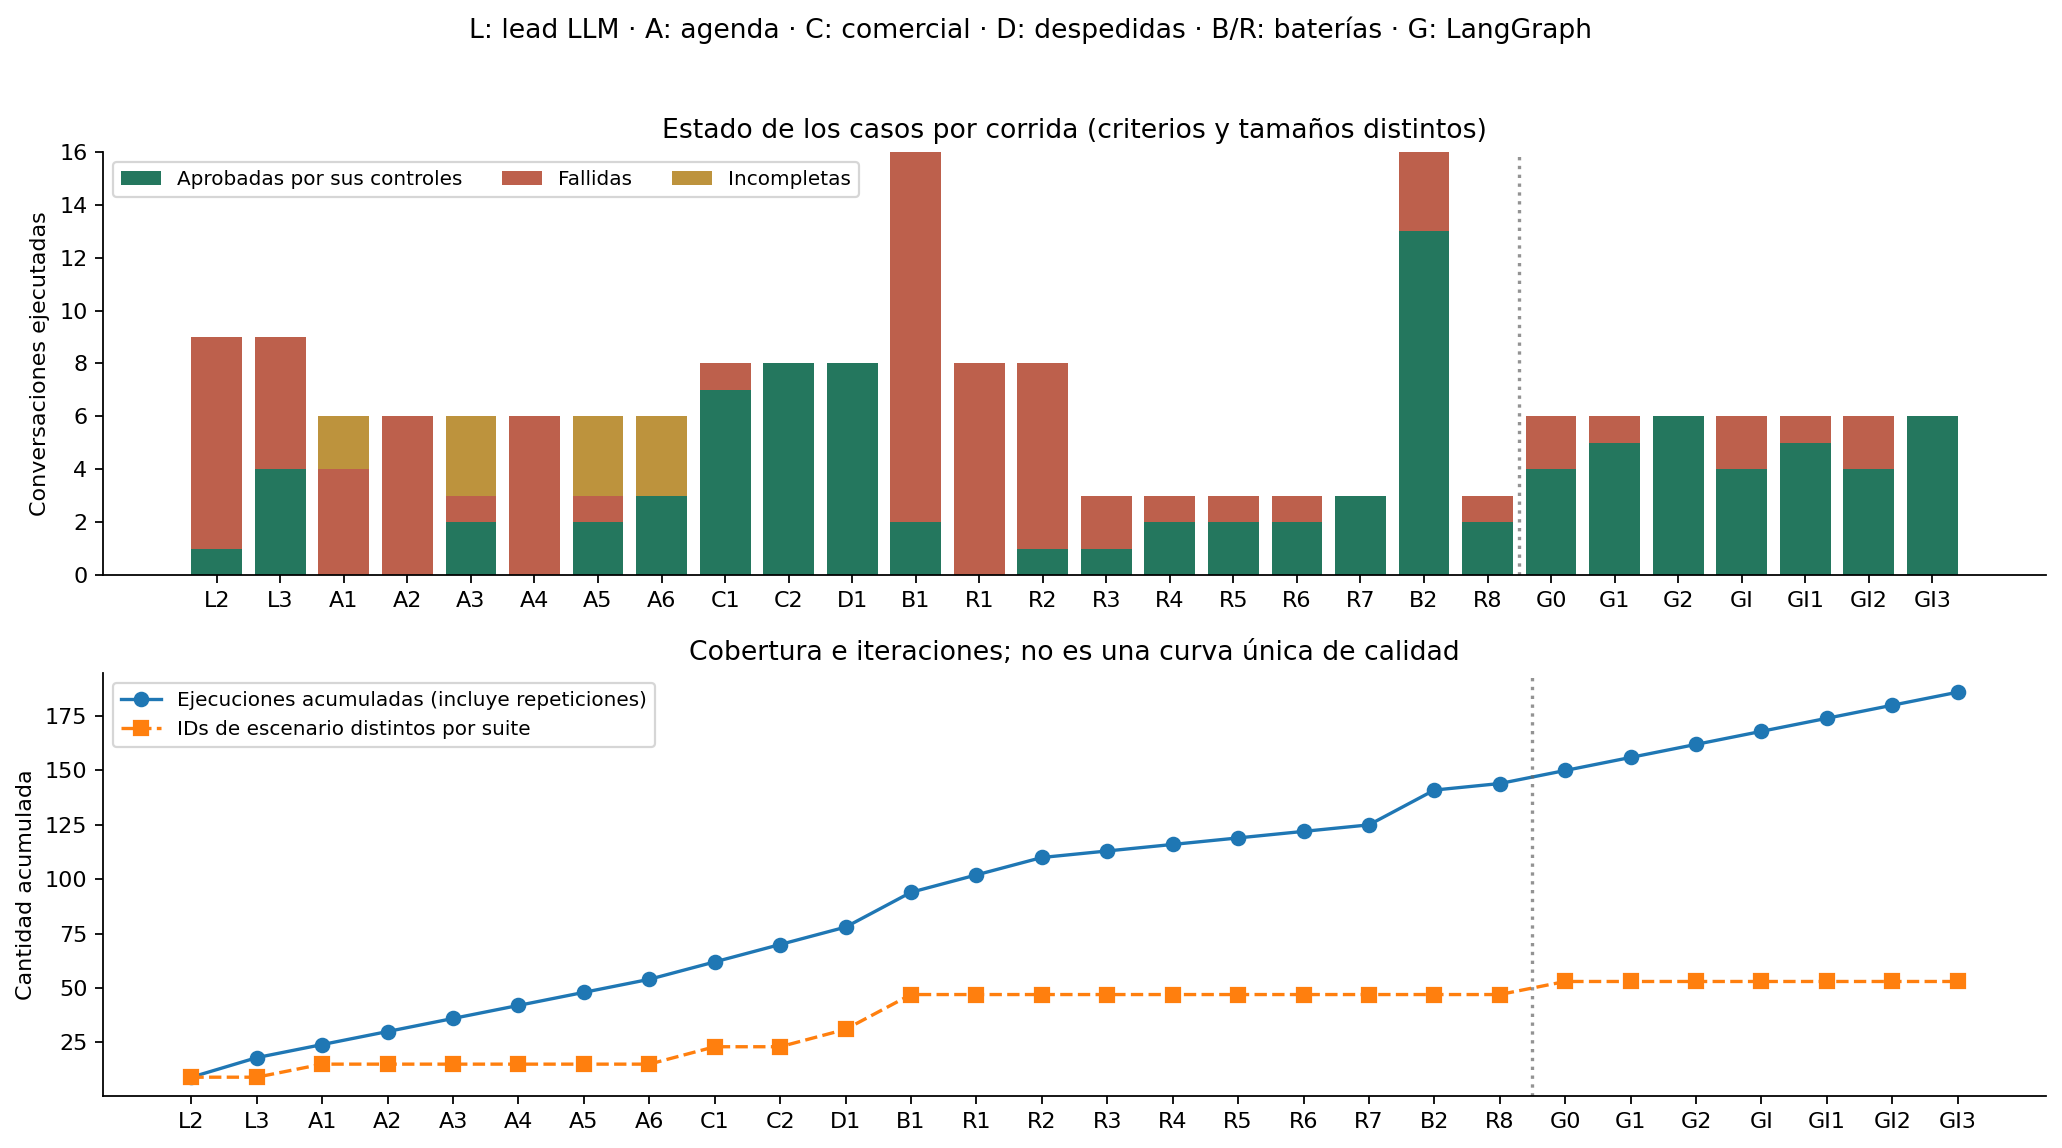 L: lead LLM · A: agenda · C: comercial · D: despedidas · B/R: baterías · G: LangGraph
Estado de los casos por corrida (criterios y tamaños distintos)
Aprobadas por sus controles Fallidas Incompletas
Conversaciones ejecutadas
16
14
12
10
8
6
4
2
0
L2 L3 A1 A2 A3 A4 A5 A6 C1 C2 D1 B1 R1 R2 R3 R4 R5 R6 R7 B2 R8 G0 G1 G2 GI GI1 GI2 GI3
Cobertura e iteraciones; no es una curva única de calidad
Ejecuciones acumuladas (incluye repeticiones)
IDs de escenario distintos por suite
Cantidad acumulada
175
150
125
100
75
50
25
L2 L3 A1 A2 A3 A4 A5 A6 C1 C2 D1 B1 R1 R2 R3 R4 R5 R6 R7 B2 R8 G0 G1 G2 GI GI1 GI2 GI3